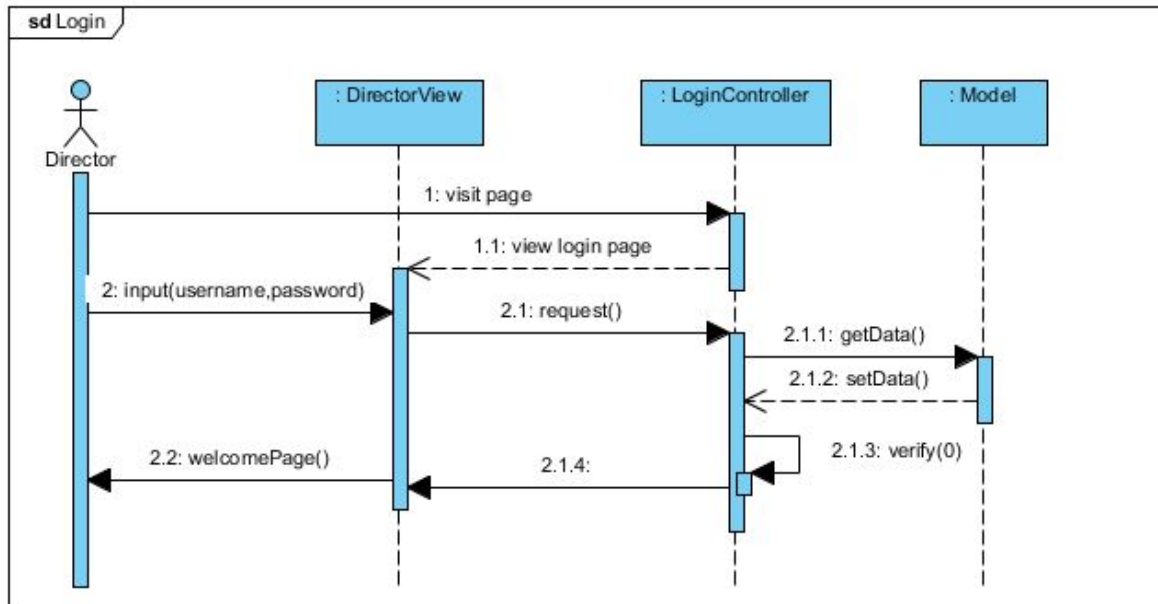 sd Login
: DirectorView
: LoginController
: Model
Director
1: visit page
1.1: view login page
2: input(username,password)
2.1: request()
2.1.1: getData()
2.1.2: setData()
2.1.3: verify(0)
2.2: welcomePage()
2.1.4: